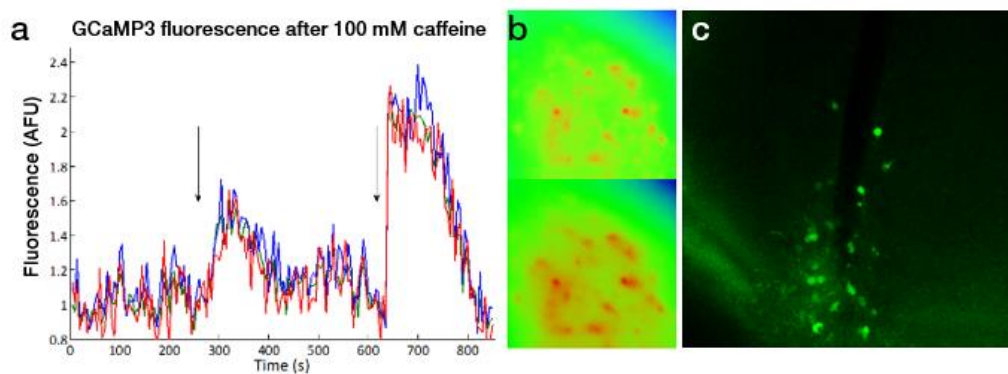 a
GCaMP3 fluorescence after 100 mM caffeine
b
c
Fluorescence (AFU)
2.4
2.2
2
1.8
1.6
1.4
1.2
1
0.8
0 100 200 300 400 500 600 700 800
Time (s)